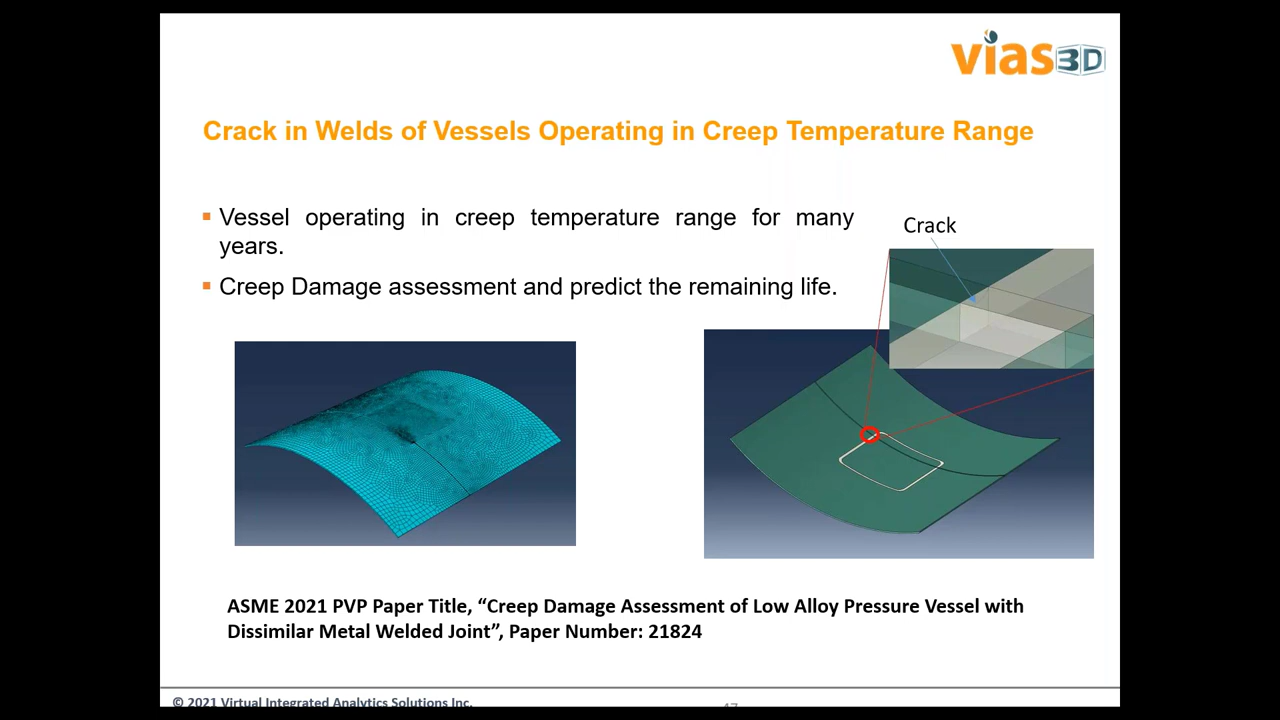 vias3D
Crack in Welds of Vessels Operating in Creep Temperature Range
▪ Vessel operating in creep temperature range for many
years.
▪ Creep Damage assessment and predict the remaining life.
Crack
ASME 2021 PVP Paper Title, “Creep Damage Assessment of Low Alloy Pressure Vessel with
Dissimilar Metal Welded Joint”, Paper Number: 21824
© 2021 Virtual Integrated Analytics Solutions Inc.